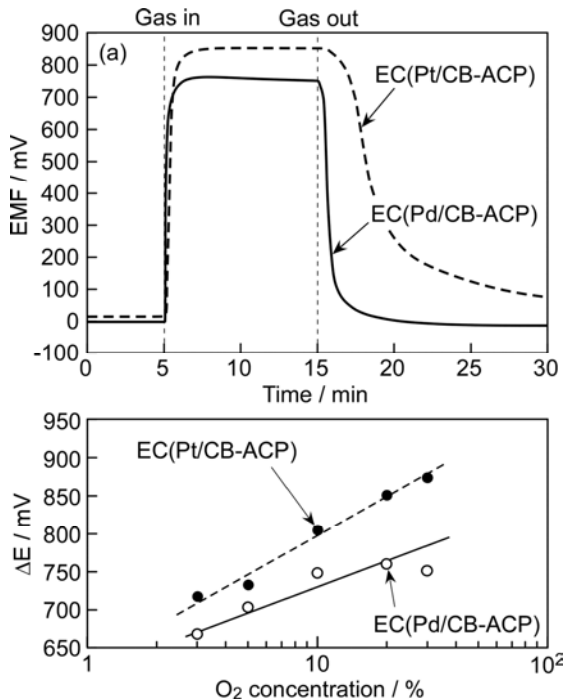 Gas in
Gas out
(a)
EC(Pt/CB-ACP)
EC(Pd/CB-ACP)
EMF / mV
900
800
700
600
500
400
300
200
100
0
-100
0
5
10
15
20
25
30
Time / min
950
900
850
800
750
700
650
ΔE / mV
EC(Pt/CB-ACP)
EC(Pd/CB-ACP)
1
10
10²
O₂ concentration / %